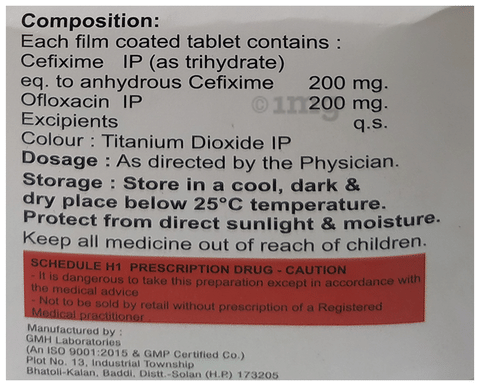 Composition:
Each film coated tablet contains :
Cefixime IP (as trihydrate)
eq. to anhydrous Cefixime 200 mg.
Ofloxacin IP 200 mg.
Excipients q.s.
Colour : Titanium Dioxide IP
Dosage : As directed by the Physician.
Storage : Store in a cool, dark &
dry place below 25°C temperature.
Protect from direct sunlight & moisture.
Keep all medicine out of reach of children.
SCHEDULE H1 PRESCRIPTION DRUG - CAUTION
- It is dangerous to take this preparation except in accordance with
the medical advice
- Not to be sold by retail without prescription of a Registered
Medical practitioner.
Manufactured by :
GMH Laboratories
(An ISO 9001:2015 & GMP Certified Co.)
Plot No. 13, Industrial Township
Bhatoli-Kalan, Baddi, Distt.-Solan (H.P.) 173205
©1mg